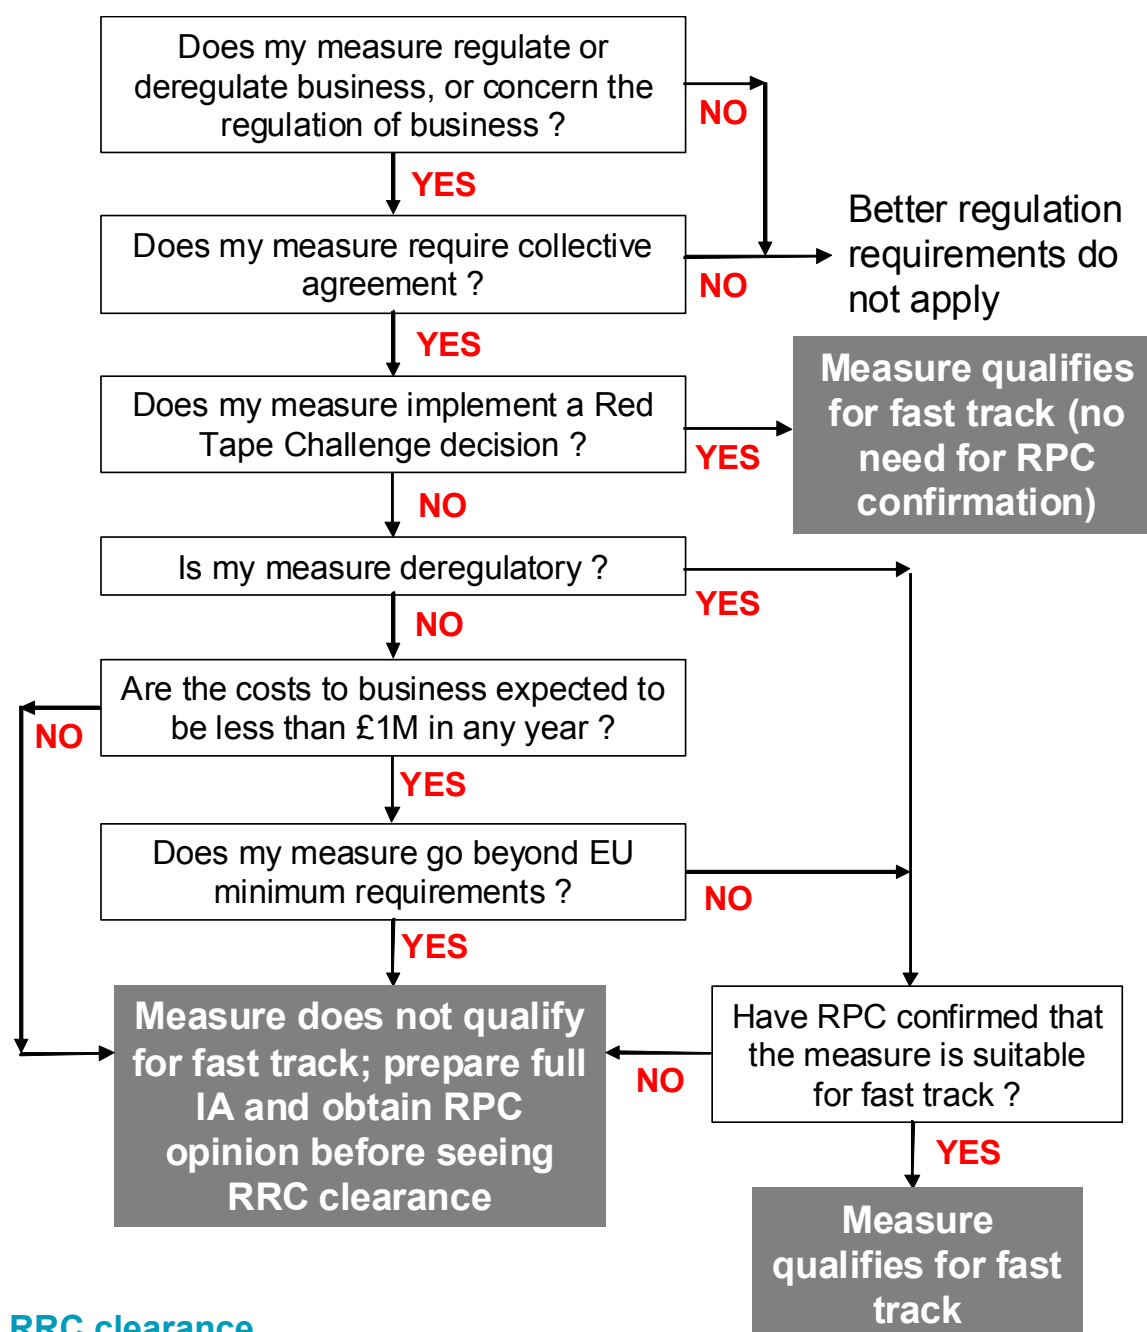 Does my measure regulate or
deregulate business, or concern the
regulation of business ?
NO
YES
Does my measure require collective
agreement ?
NO
Better regulation
requirements do
not apply
YES
Does my measure implement a Red
Tape Challenge decision ?
YES
Measure qualifies
for fast track (no
need for RPC
confirmation)
NO
Is my measure deregulatory ?
YES
NO
Are the costs to business expected to
be less than £1M in any year ?
NO
YES
Does my measure go beyond EU
minimum requirements ?
NO
YES
Measure does not qualify
for fast track; prepare full
IA and obtain RPC
opinion before seeing
RRC clearance
Have RPC confirmed that
the measure is suitable
for fast track ?
NO
YES
Measure
qualifies for fast
track
RRC clearance